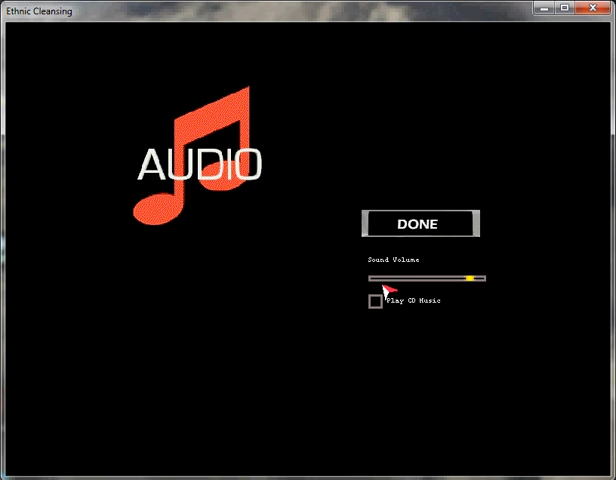 Ethnic Cleansing
AUDIO
DONE
Sound Volume
Play CD Music